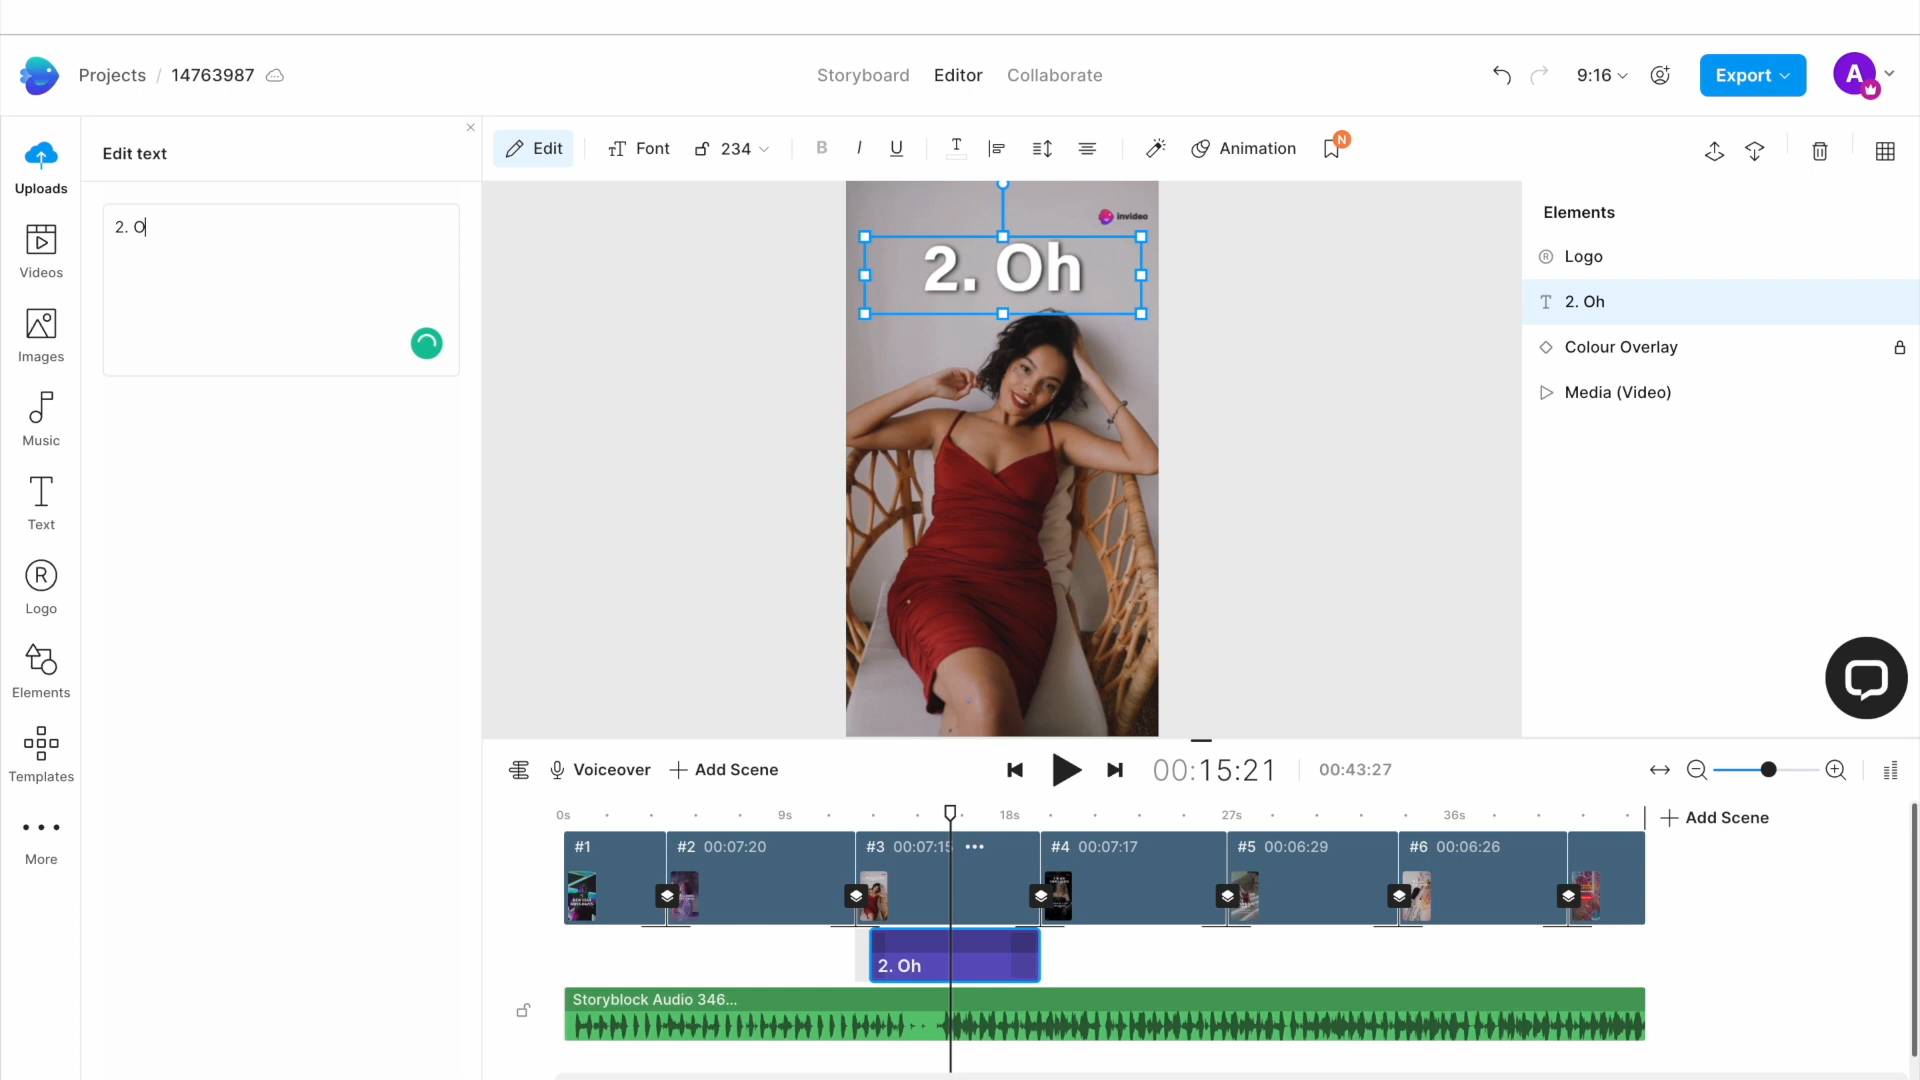 Projects / 14763987
Storyboard Editor Collaborate
9:16
Export
A
Uploads
Videos
Images
Music
Text
Logo
Elements
Templates
More
Edit text
2. O
Edit
Font
234
B I U
Animation
N
invideo
2. Oh
Elements
Logo
2. Oh
Colour Overlay
Media (Video)
Voiceover
Add Scene
00:15:21
00:43:27
0s 9s 18s 27s 36s
Add Scene
#1
#2 00:07:20
#3 00:07:15
#4 00:07:17
#5 00:06:29
#6 00:06:26
2. Oh
Storyblock Audio 346...